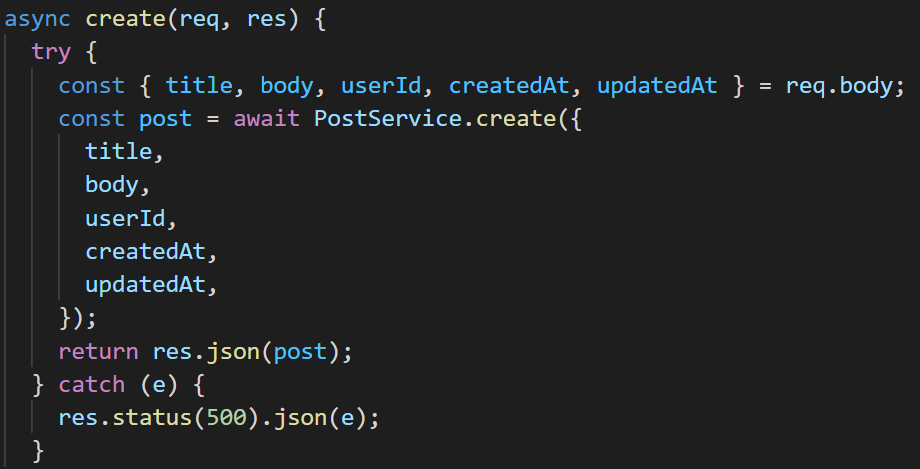 async create(req, res) {
  try {
    const { title, body, userId, createdAt, updatedAt } = req.body;
    const post = await PostService.create({
      title,
      body,
      userId,
      createdAt,
      updatedAt,
    });
    return res.json(post);
  } catch (e) {
    res.status(500).json(e);
  }